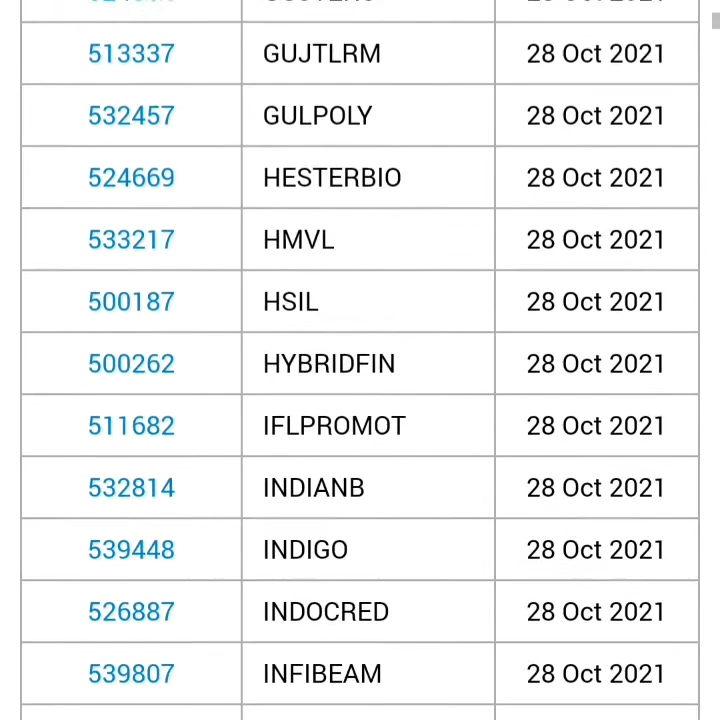 513337 GUJTLRM 28 Oct 2021
532457 GULPOLY 28 Oct 2021
524669 HESTERBIO 28 Oct 2021
533217 HMVL 28 Oct 2021
500187 HSIL 28 Oct 2021
500262 HYBRIDFIN 28 Oct 2021
511682 IFLPROMOT 28 Oct 2021
532814 INDIANB 28 Oct 2021
539448 INDIGO 28 Oct 2021
526887 INDOCRED 28 Oct 2021
539807 INFIBEAM 28 Oct 2021